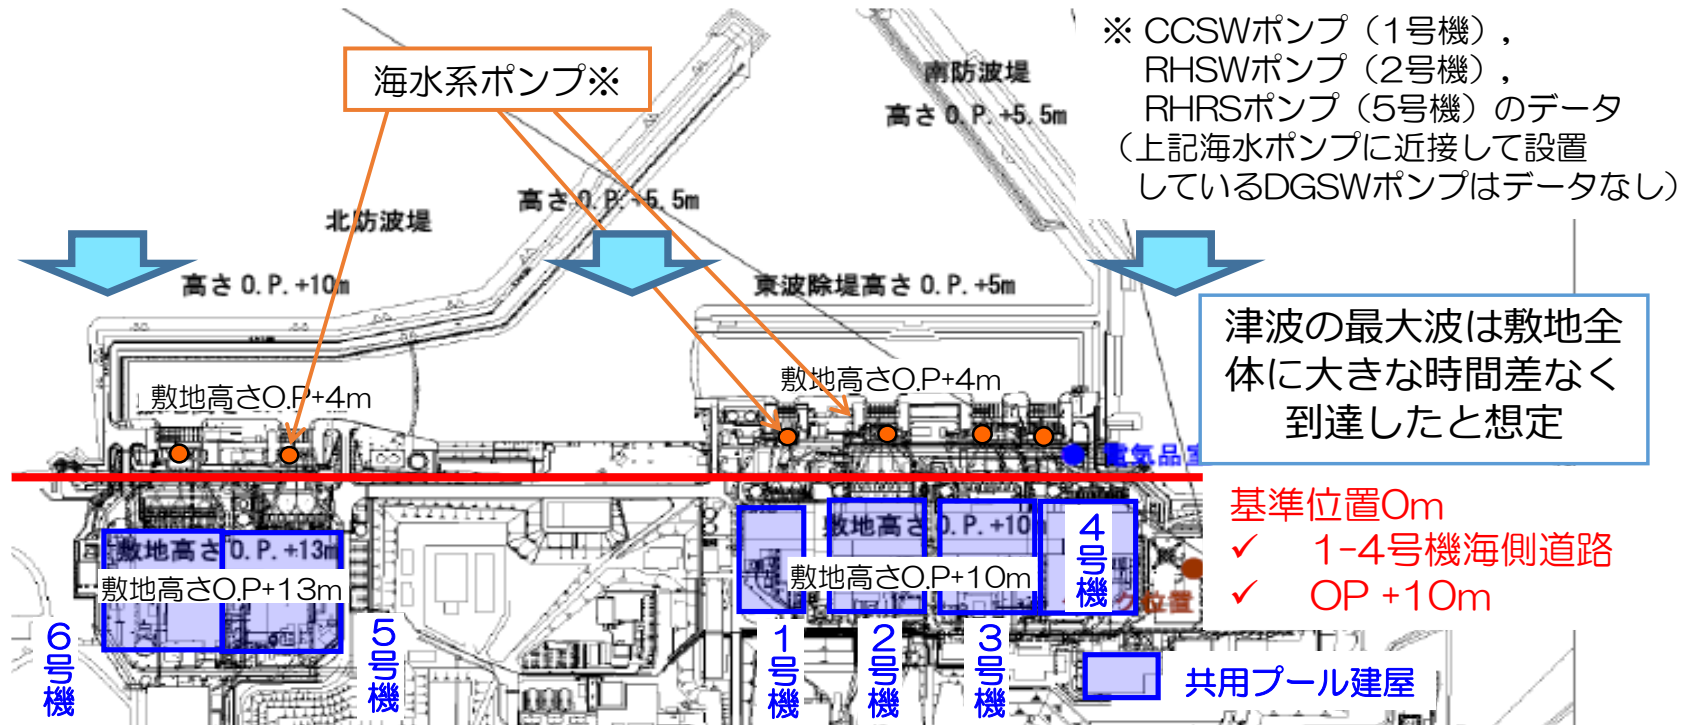 海水系ポンプ※
※ CCSWポンプ（1号機），
RHSWポンプ（2号機），
RHRSポンプ（5号機）のデータ
（上記海水ポンプに近接して設置
しているDGSWポンプはデータなし）
南防波堤
高さ O.P.+5.5m
高さ O.P.+5.5m
北防波堤
高さ O.P.+10m
東波除堤高さ O.P.+5m
津波の最大波は敷地全
体に大きな時間差なく
到達したと想定
敷地高さO.P+4m
敷地高さO.P+4m
電気品室
基準位置0m
✓ 1-4号機海側道路
✓ OP +10m
敷地高さ O.P.+13m
敷地高さO.P+13m
敷地高さ O.P.+10
敷地高さO.P+10m
位置
6号機
5号機
1号機
2号機
3号機
4号機
共用プール建屋